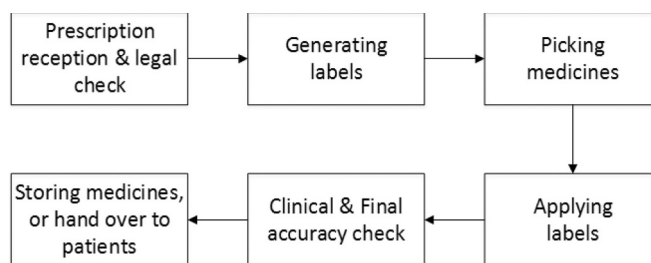 Prescription
reception & legal
check
Generating
labels
Picking
medicines
Storing medicines,
or hand over to
patients
Clinical & Final
accuracy check
Applying
labels